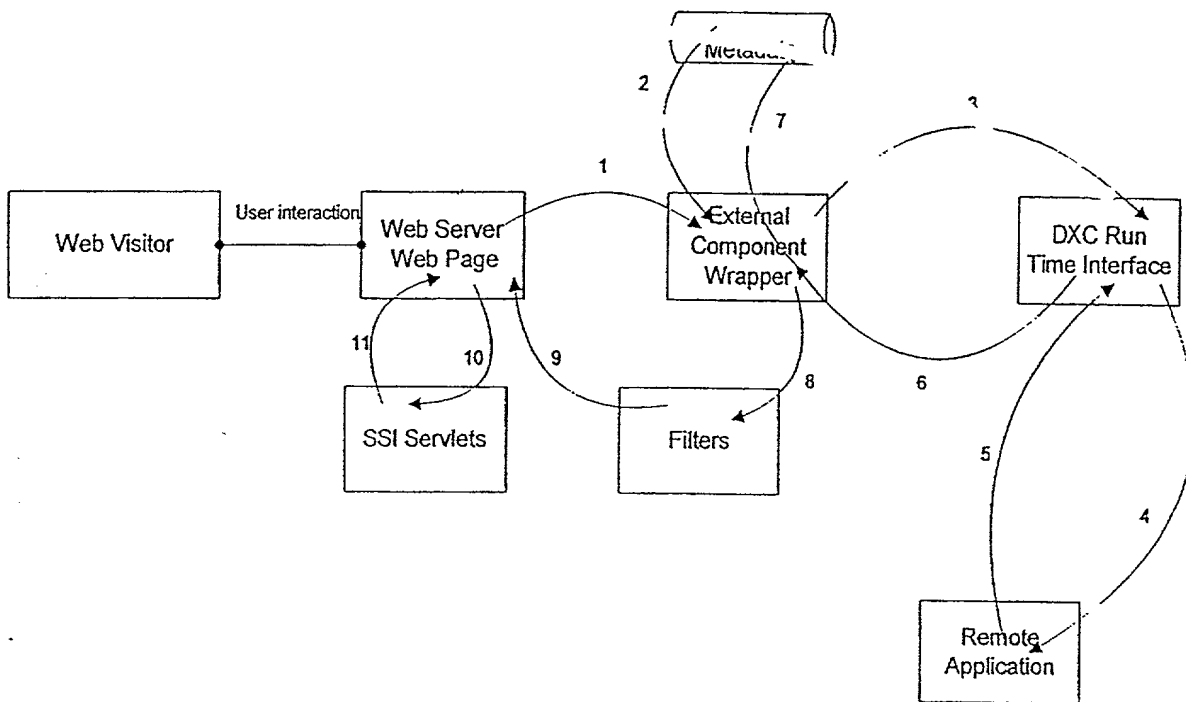 2
7
3
1
Web Visitor
User interaction
Web Server
Web Page
External
Component
Wrapper
DXC Run
Time Interface
11
10
9
8
6
5
4
SSI Servlets
Filters
Remote
Application